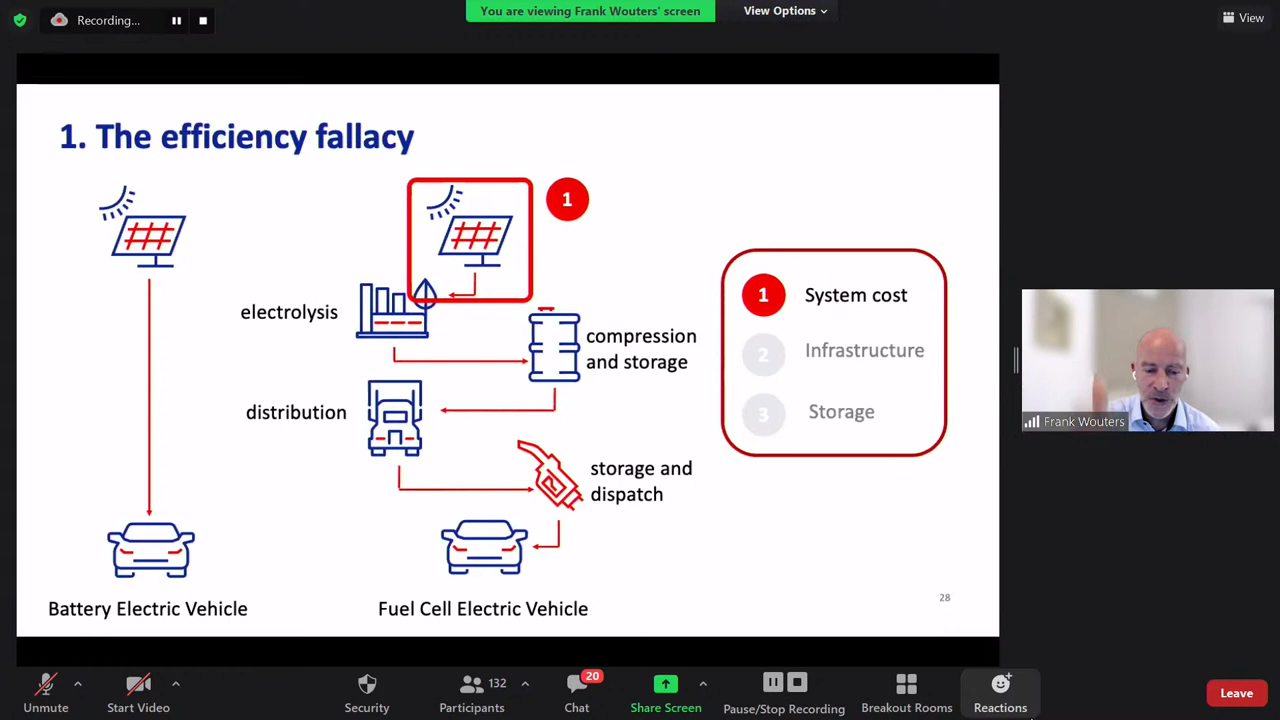 Recording...
You are viewing Frank Wouters' screen
View Options
View
1. The efficiency fallacy
1
electrolysis
compression
and storage
distribution
storage and
dispatch
Battery Electric Vehicle
Fuel Cell Electric Vehicle
1 System cost
2 Infrastructure
3 Storage
28
Frank Wouters
Unmute
Start Video
Security
132
Participants
20
Chat
Share Screen
Pause/Stop Recording
Breakout Rooms
Reactions
Leave